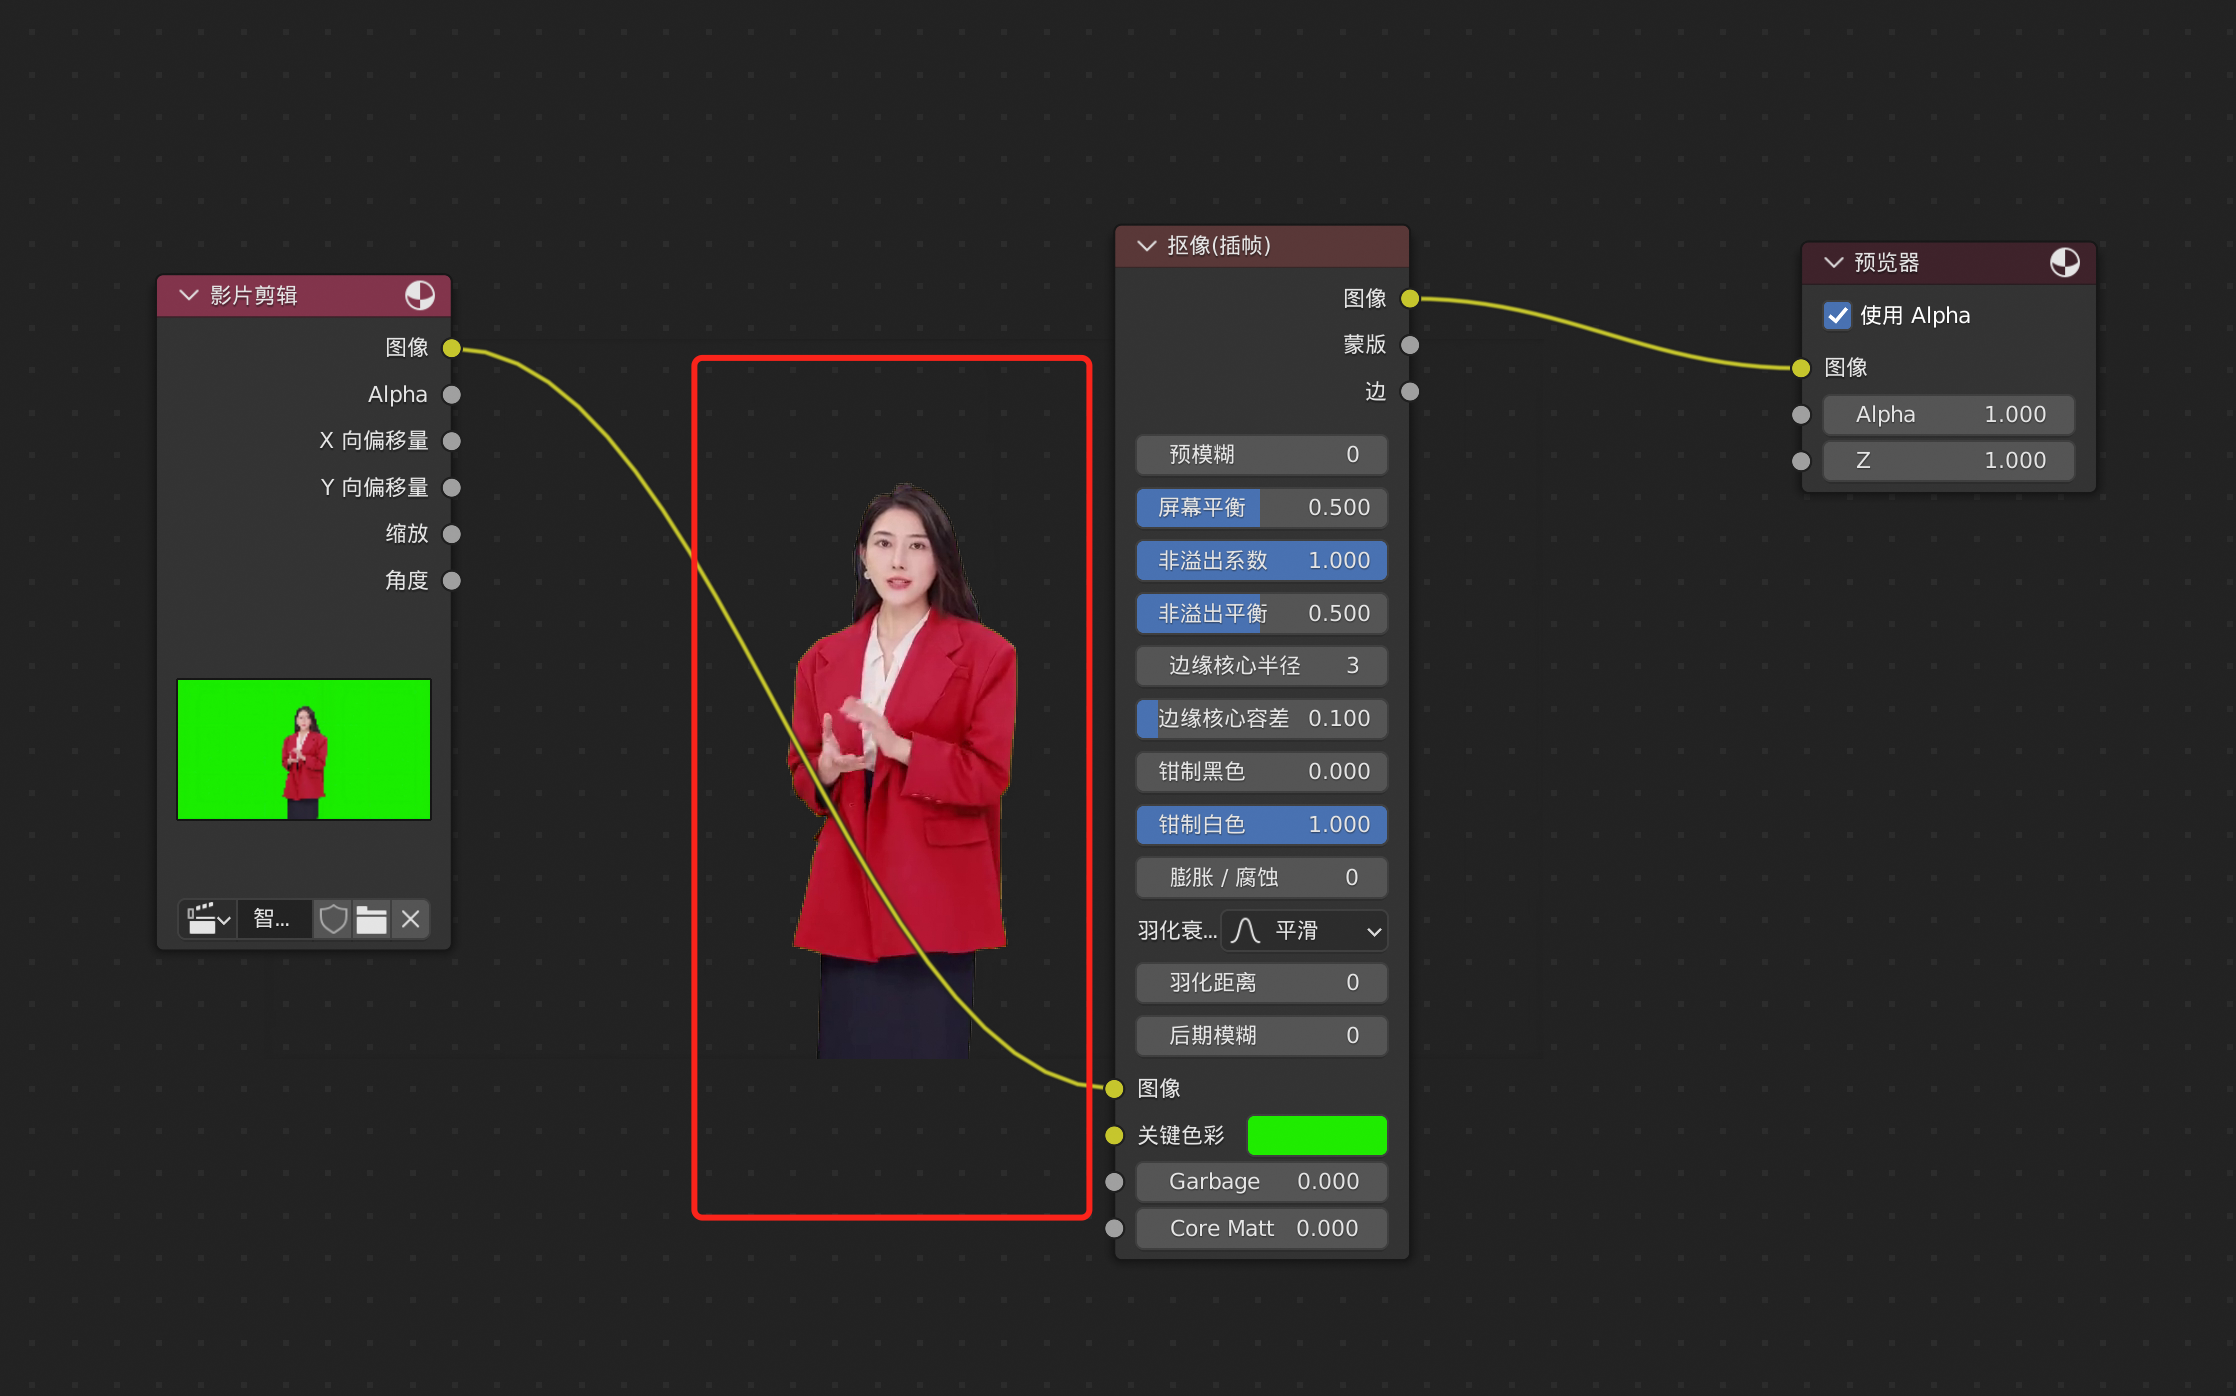 影片剪辑
图像
Alpha
X 向偏移量
Y 向偏移量
缩放
角度
智...
抠像(插帧)
图像
蒙版
边
预模糊 0
屏幕平衡 0.500
非溢出系数 1.000
非溢出平衡 0.500
边缘核心半径 3
边缘核心容差 0.100
钳制黑色 0.000
钳制白色 1.000
膨胀 / 腐蚀 0
羽化衰... 平滑
羽化距离 0
后期模糊 0
图像
关键色彩
Garbage 0.000
Core Matt 0.000
预览器
使用 Alpha
图像
Alpha 1.000
Z 1.000